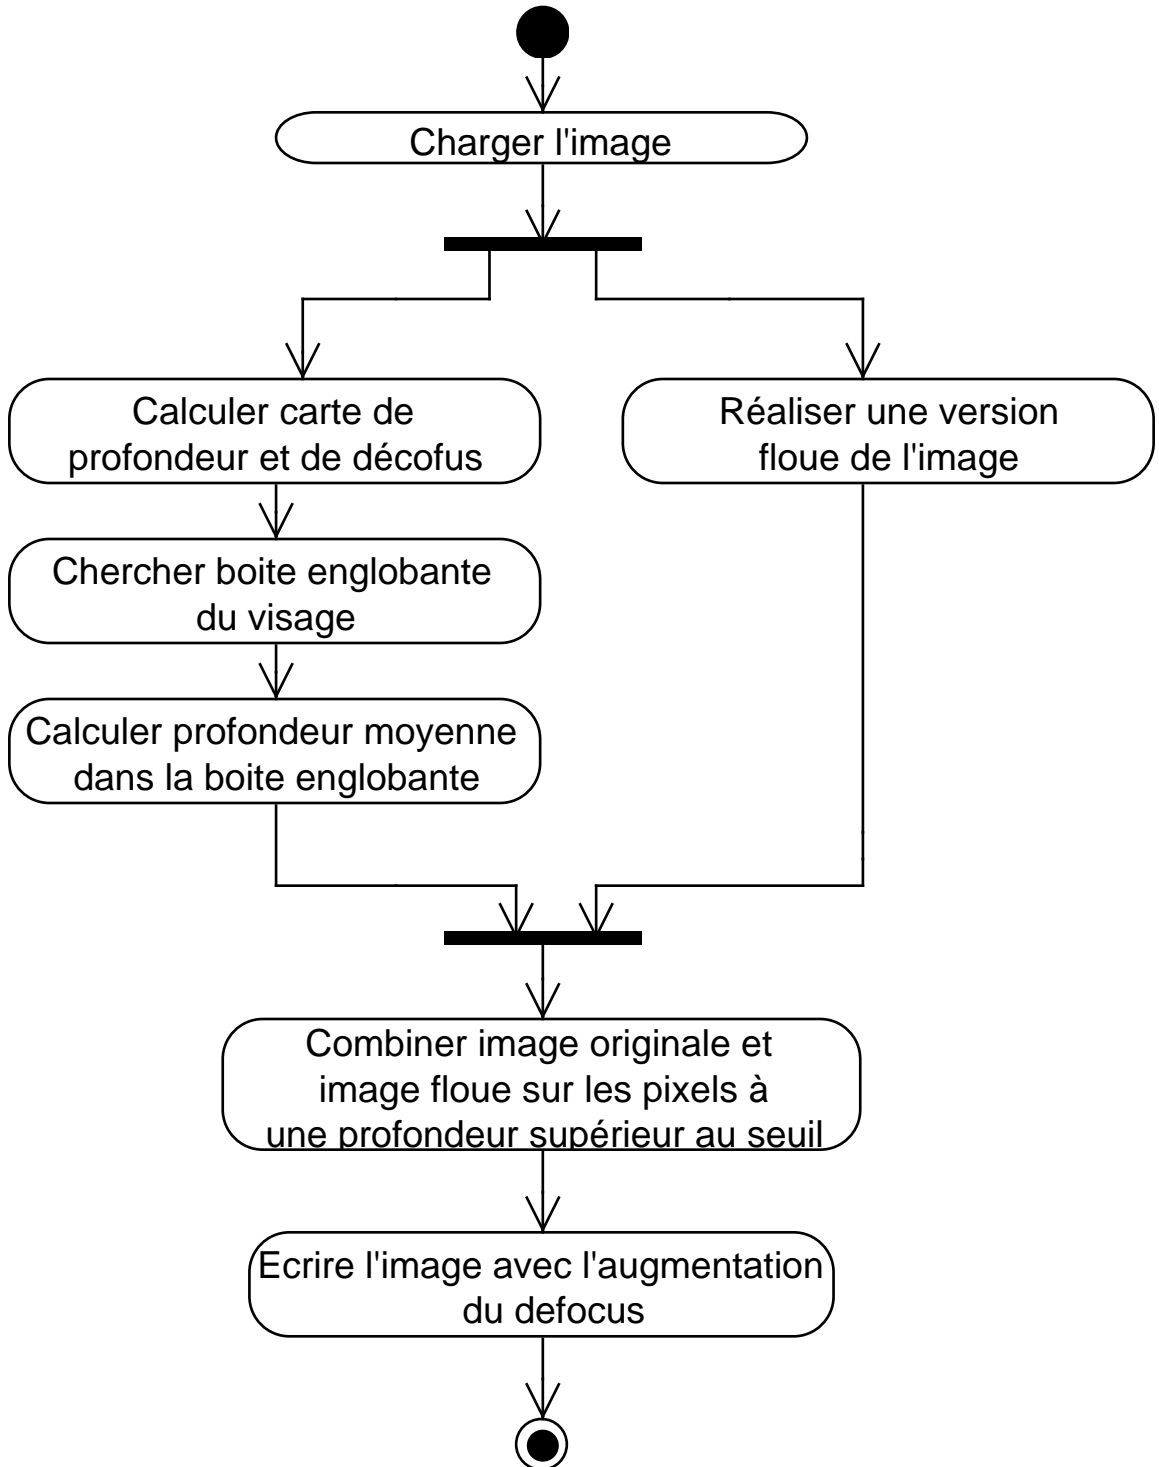 Charger l'image
Calculer carte de
profondeur et de décofus
Réaliser une version
floue de l'image
Chercher boite englobante
du visage
Calculer profondeur moyenne
dans la boite englobante
Combiner image originale et
image floue sur les pixels à
une profondeur supérieur au seuil
Ecrire l'image avec l'augmentation
du defocus